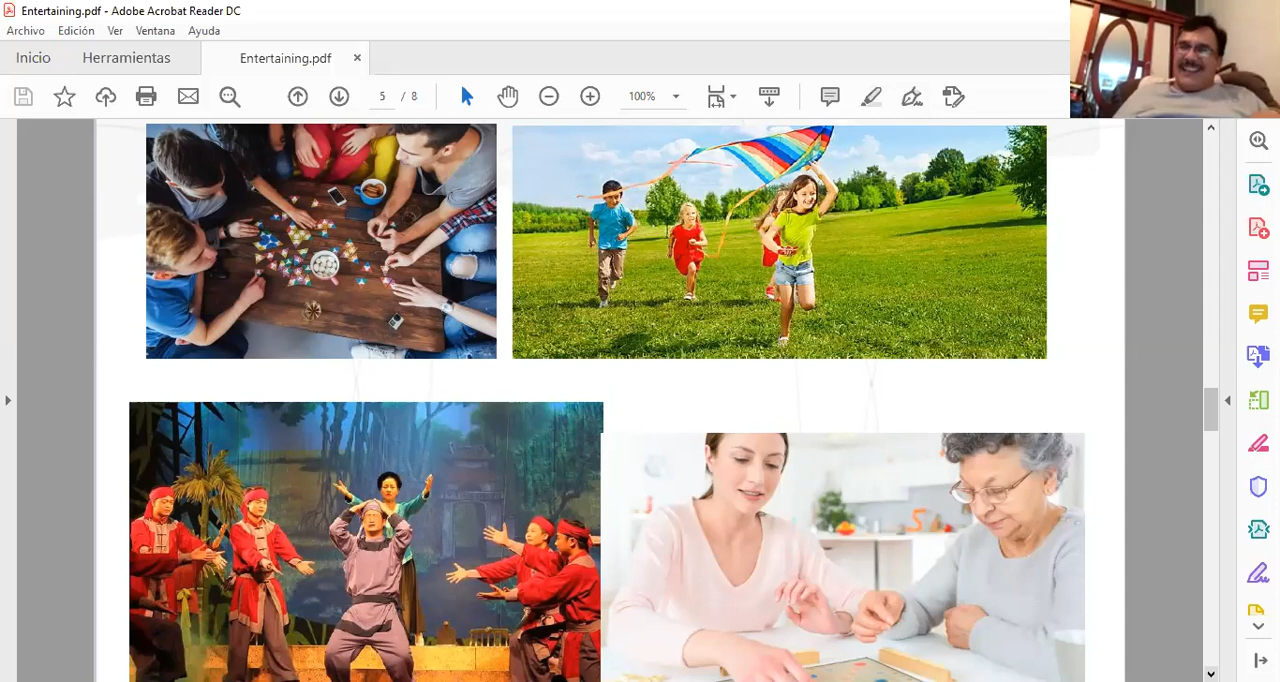 Entertaining.pdf - Adobe Acrobat Reader DC
Archivo Edición Ver Ventana Ayuda
Inicio Herramientas Entertaining.pdf ×
5 / 8 100%